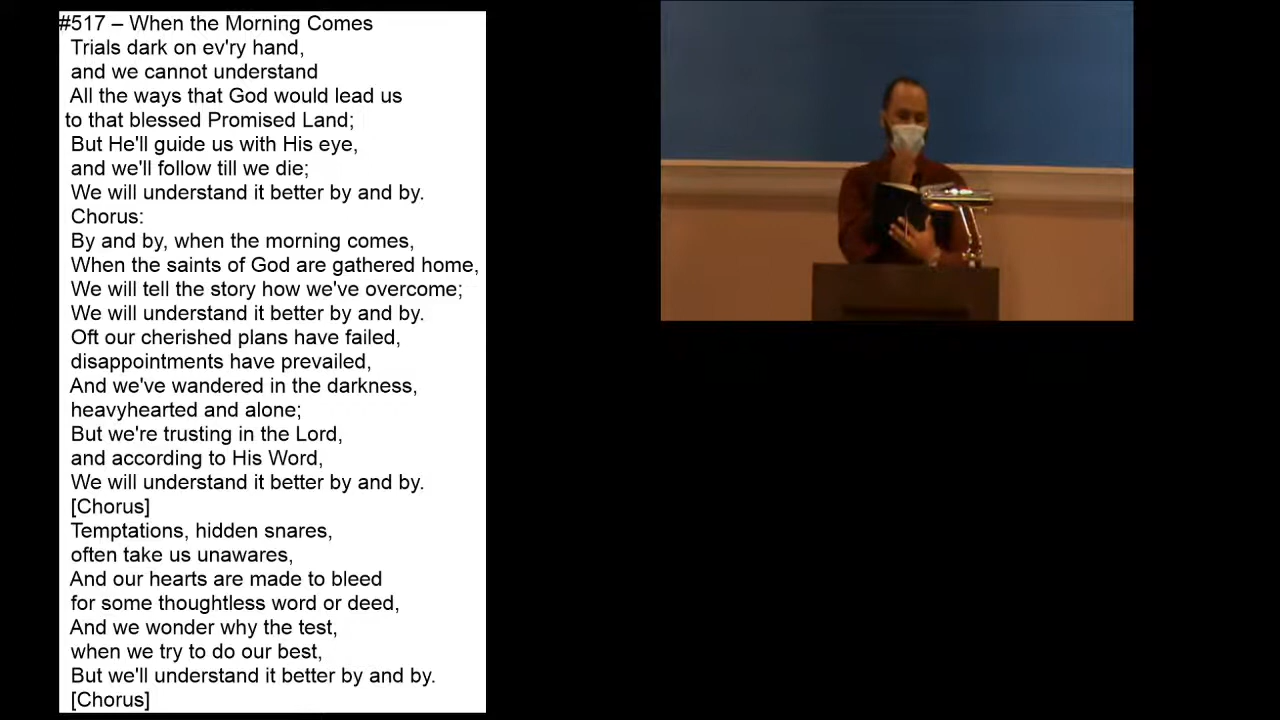 #517 – When the Morning Comes
Trials dark on ev'ry hand,
and we cannot understand
All the ways that God would lead us
to that blessed Promised Land;
But He'll guide us with His eye,
and we'll follow till we die;
We will understand it better by and by.
Chorus:
By and by, when the morning comes,
When the saints of God are gathered home,
We will tell the story how we've overcome;
We will understand it better by and by.
Oft our cherished plans have failed,
disappointments have prevailed,
And we've wandered in the darkness,
heavyhearted and alone;
But we're trusting in the Lord,
and according to His Word,
We will understand it better by and by.
[Chorus]
Temptations, hidden snares,
often take us unawares,
And our hearts are made to bleed
for some thoughtless word or deed,
And we wonder why the test,
when we try to do our best,
But we'll understand it better by and by.
[Chorus]